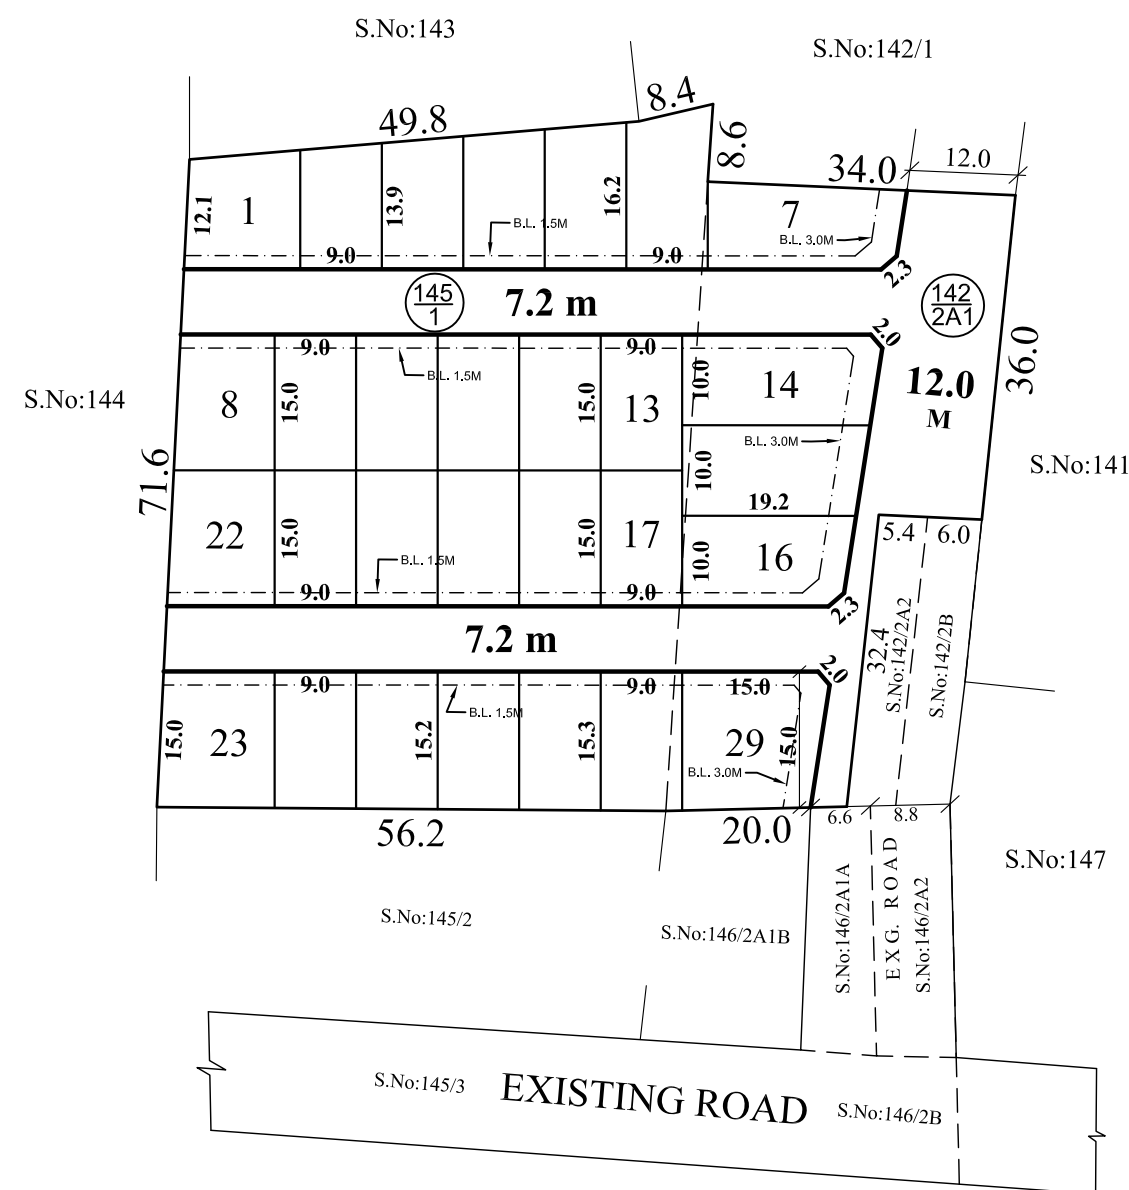 S.No:143
S.No:142/1
49.8
8.4
8.6
34.0
12.0
12.1
1
13.9
16.2
7
B.L. 1.5M
B.L. 3.0M
9.0
9.0
2.3
145
1
7.2 m
142
2A1
2.0
36.0
9.0
9.0
B.L. 1.5M
10.0
14
12.0
M
S.No:144
8
15.0
15.0
13
B.L. 3.0M
S.No:141
71.6
10.0
19.2
22
15.0
15.0
17
10.0
16
5.4
6.0
B.L. 1.5M
9.0
9.0
2.3
7.2 m
32.4
S.No:142/2A2
S.No:142/2B
2.0
9.0
9.0
15.0
B.L. 1.5M
15.0
23
15.2
15.3
29
15.0
B.L. 3.0M
56.2
20.0
6.6
8.8
S.No:147
S.No:145/2
S.No:146/2A1B
S.No:146/2A1A
EXG. ROAD
S.No:146/2A2
S.No:145/3
EXISTING ROAD
S.No:146/2B